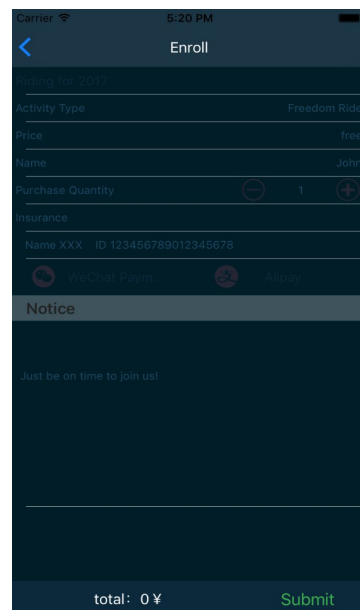 Carrier 5:20 PM
Enroll
Riding for 2017
Activity Type Freedom Ride
Price free
Name John
Purchase Quantity 1
Insurance
Name XXX ID 123456789012345678
WeChat Paym... Alipay
Notice
Just be on time to join us!
total: 0 ¥ Submit